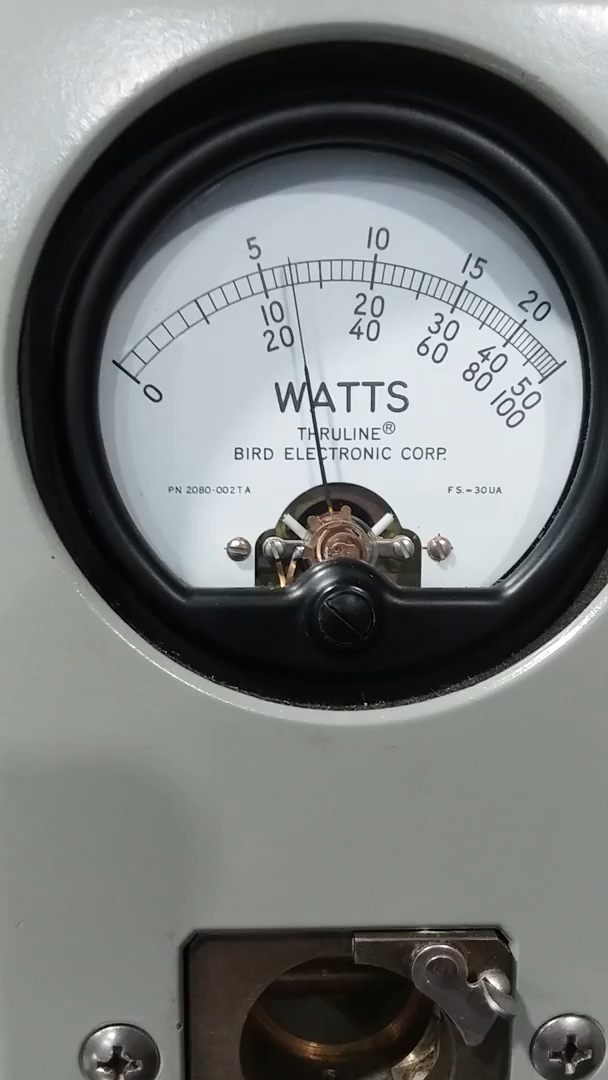 5 10 15 20
0 10 20 30 40 50
20 40 60 80 100
WATTS
THRULINE®
BIRD ELECTRONIC CORP.
PN 2080-002TA F.S.=30UA